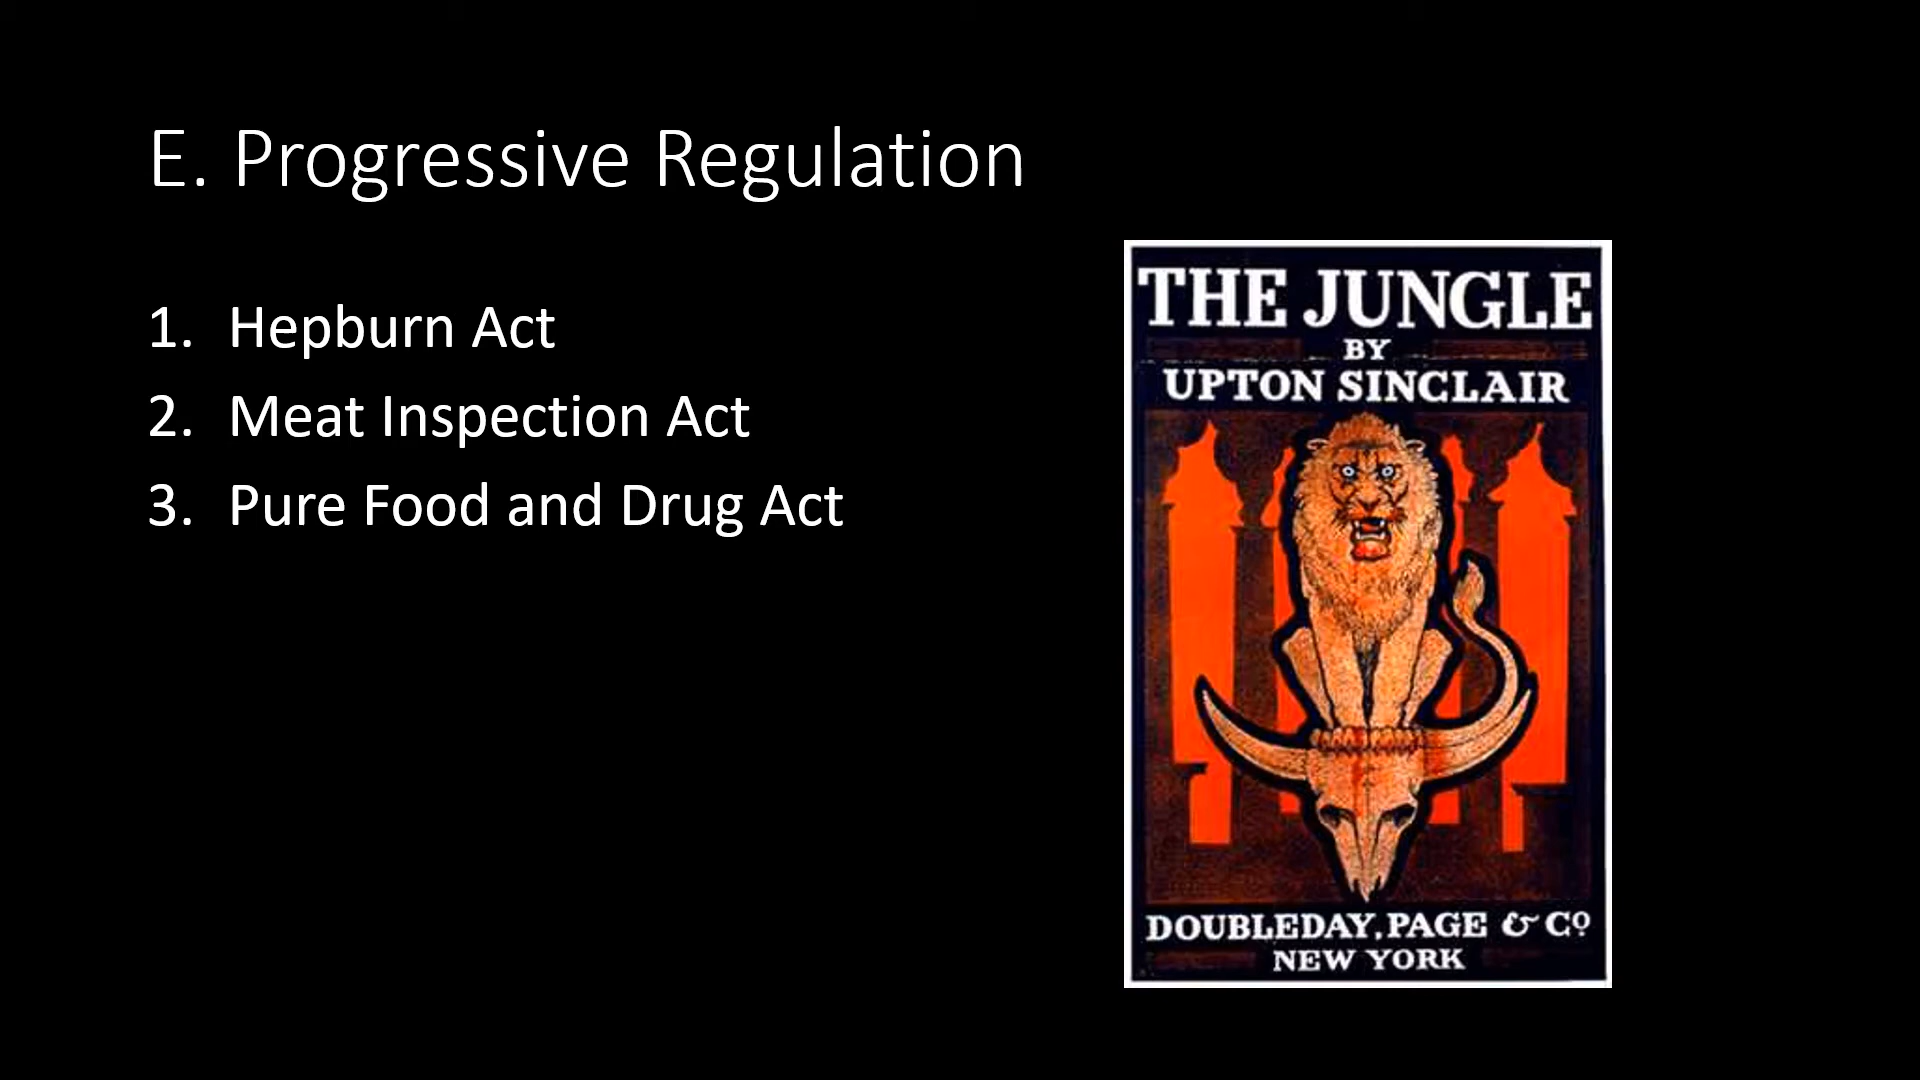 E. Progressive Regulation
1. Hepburn Act
2. Meat Inspection Act
3. Pure Food and Drug Act
THE JUNGLE
BY
UPTON SINCLAIR
DOUBLEDAY, PAGE & Cº
NEW YORK